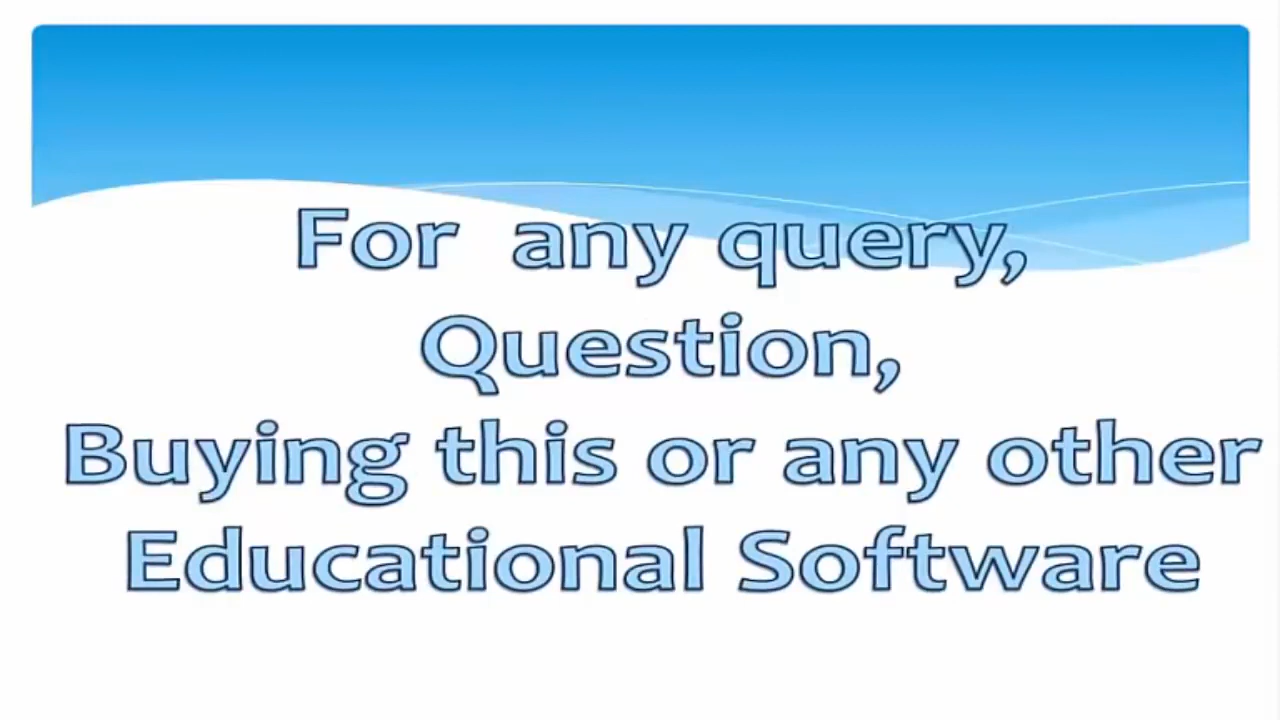 For any query,
Question,
Buying this or any other
Educational Software